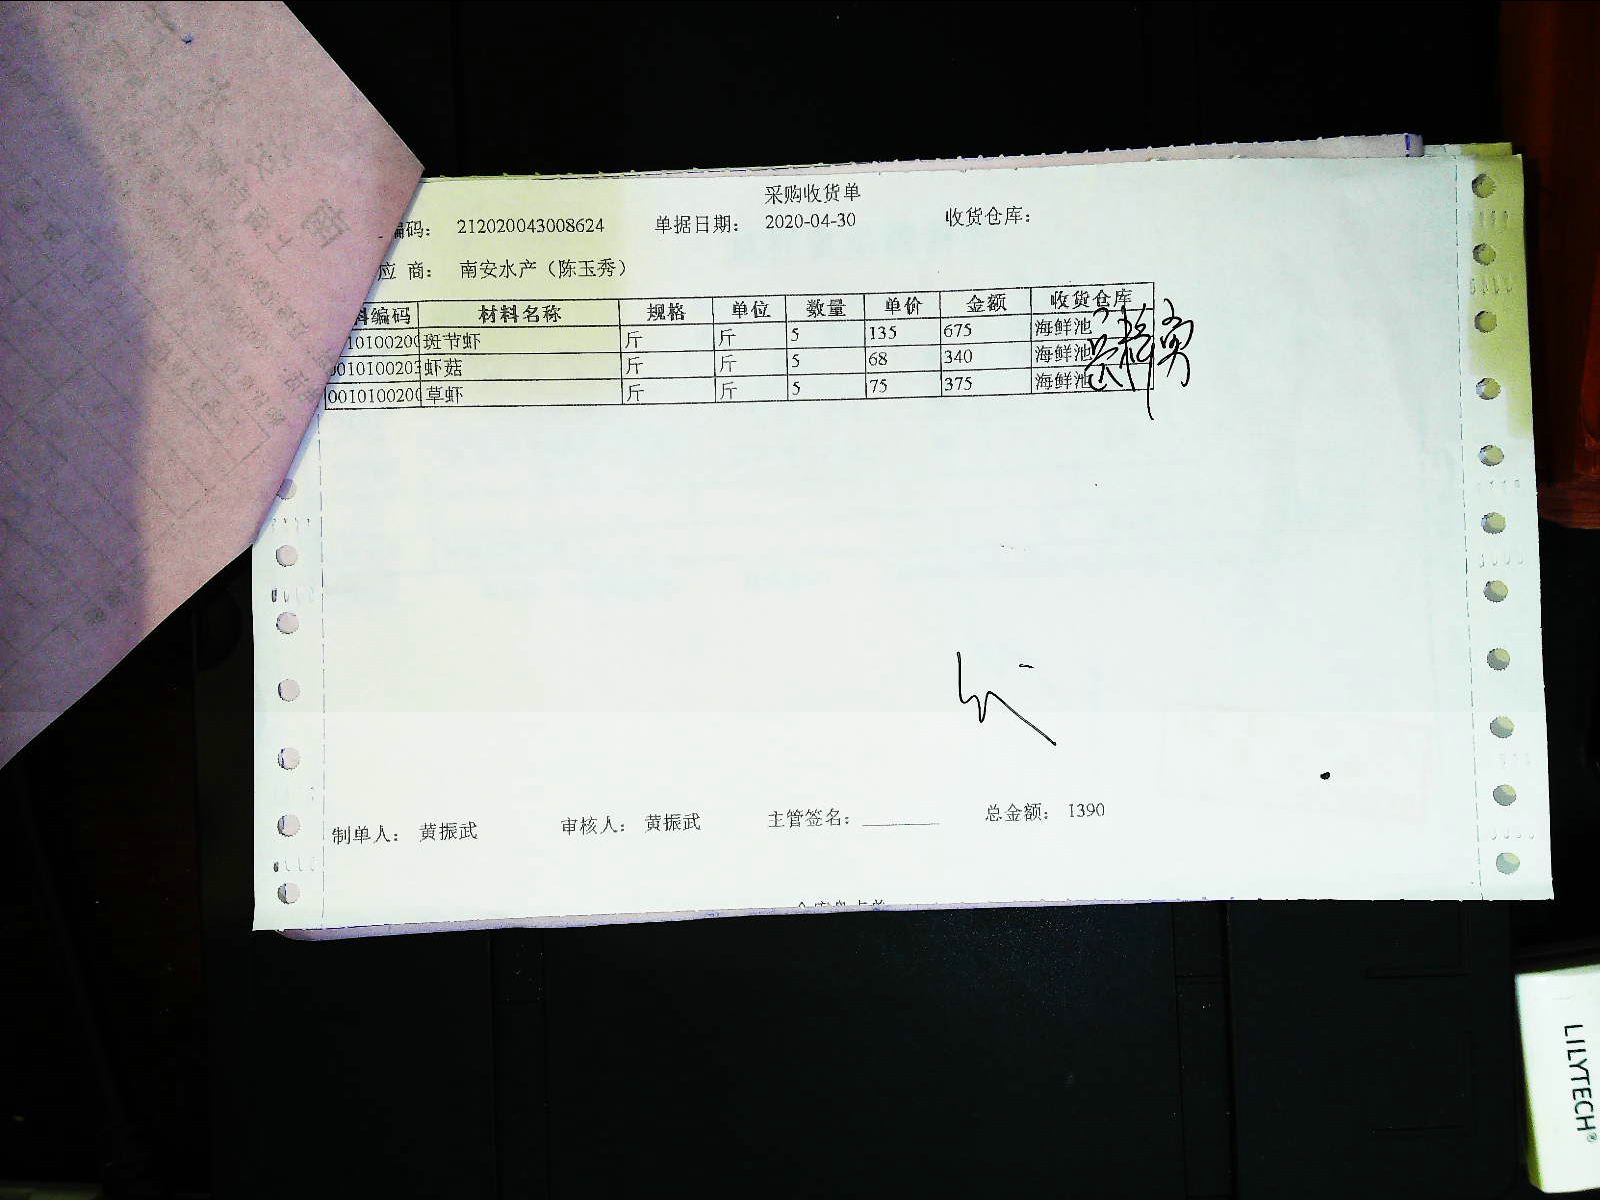 采购收货单
编码： 212020043008624 单据日期： 2020-04-30 收货仓库：
应 商： 南安水产（陈玉秀）
料编码 材料名称 规格 单位 数量 单价 金额 收货仓库
10100200 斑节虾 斤 斤 5 135 675 海鲜池
010100203 虾菇 斤 斤 5 68 340 海鲜池
0010100200 草虾 斤 斤 5 75 375 海鲜池
制单人： 黄振武 审核人： 黄振武 主管签名： 总金额： 1390
LILYTECH®